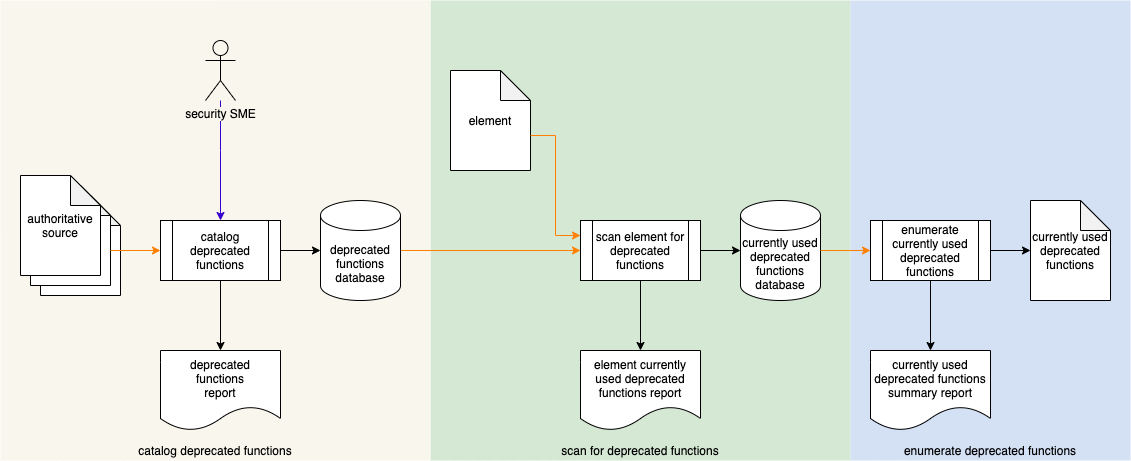 security SME
authoritative
source
catalog
deprecated
functions
deprecated
functions
database
deprecated
functions
report
catalog deprecated functions
element
scan element for
deprecated
functions
currently used
deprecated
functions
database
element currently
used deprecated
functions report
scan for deprecated functions
enumerate
currently used
deprecated
functions
currently used
deprecated
functions
currently used
deprecated functions
summary report
enumerate deprecated functions